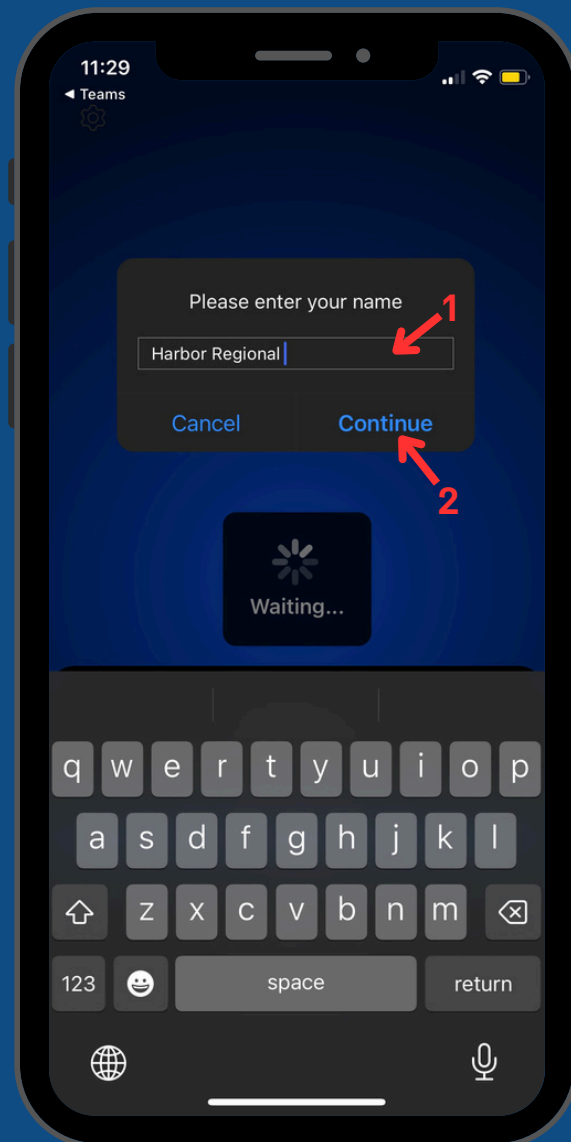 11:29
◀ Teams
Please enter your name
1
Harbor Regional
Cancel
Continue
2
Waiting...
q w e r t y u i o p
a s d f g h j k l
z x c v b n m
123 space return